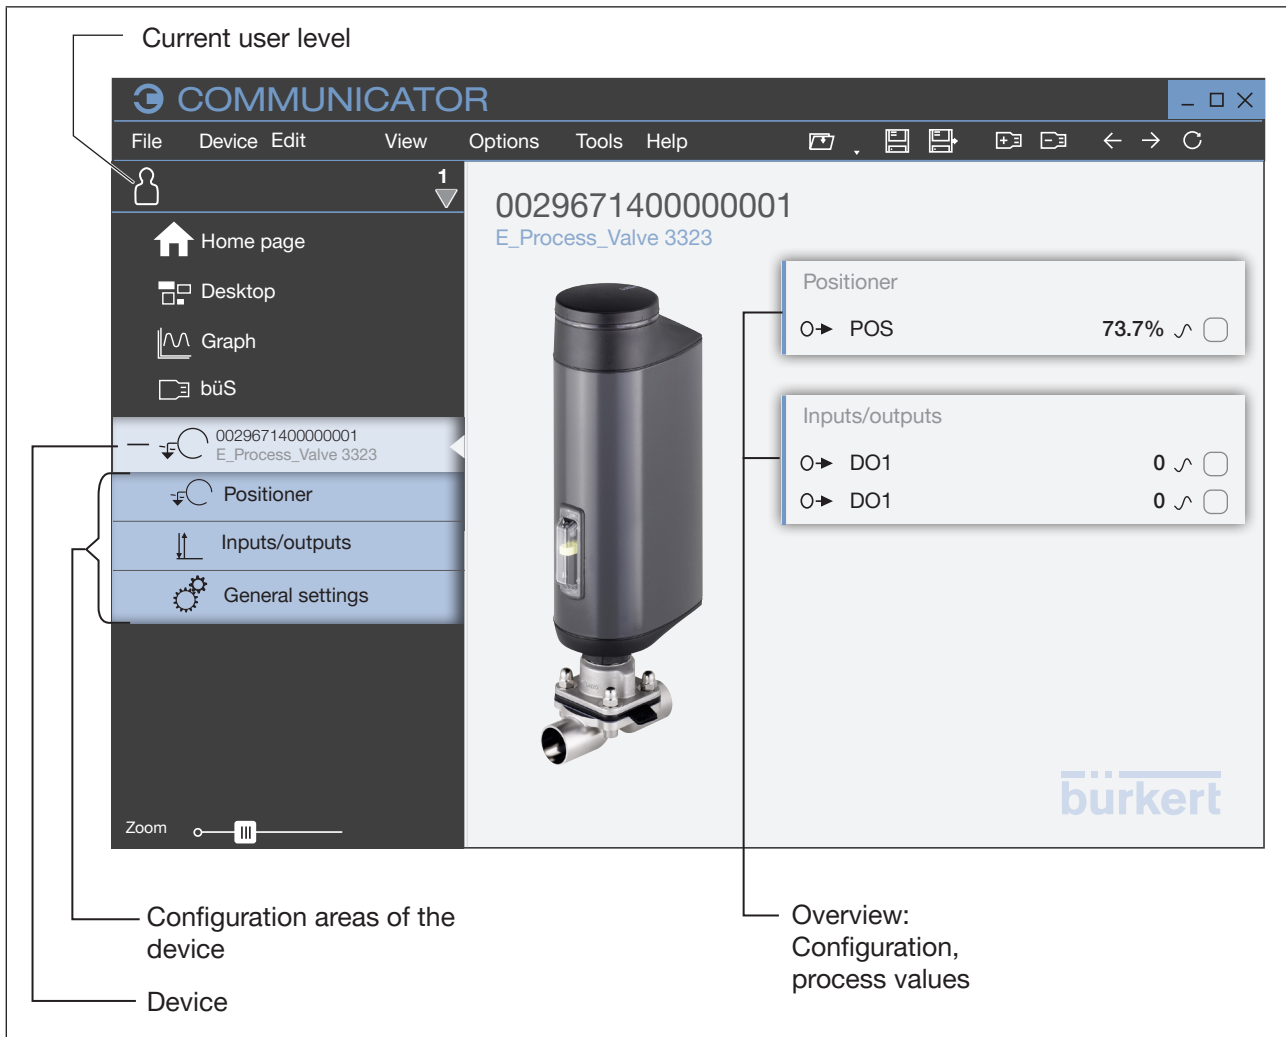 Current user level
COMMUNICATOR
File Device Edit View Options Tools Help
1
Home page
Desktop
Graph
büS
0029671400000001
E_Process_Valve 3323
Positioner
Inputs/outputs
General settings
Zoom
0029671400000001
E_Process_Valve 3323
Positioner
POS 73.7%
Inputs/outputs
DO1 0
DO1 0
bürkert
Configuration areas of the
device
Device
Overview:
Configuration,
process values